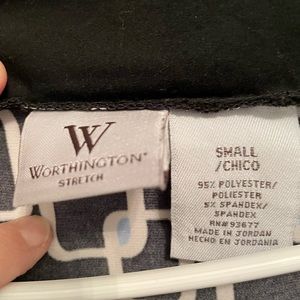 W
WORTHINGTON
STRETCH
SMALL
/CHICO
95% POLYESTER/
POLIESTER
5% SPANDEX/
SPANDEX
RN# 93677
MADE IN JORDAN
HECHO EN JORDANIA